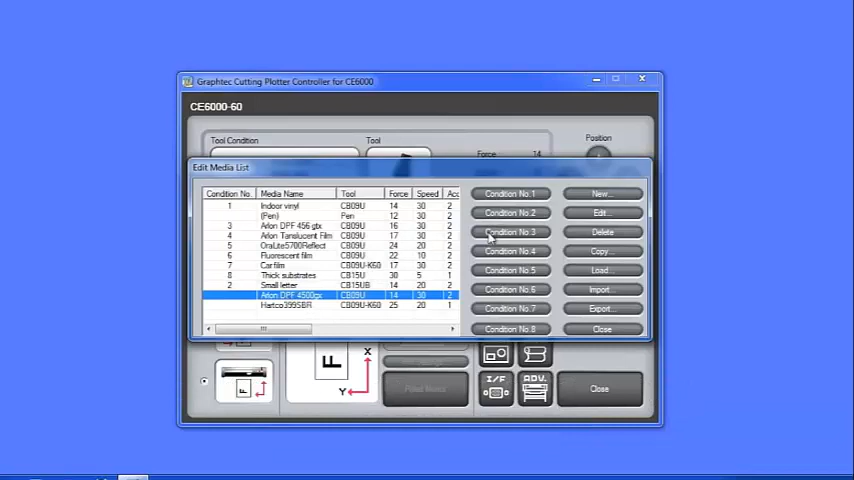 Graphtec Cutting Plotter Controller for CE6000
CE6000-60
Tool Condition Tool Position
Force 14
Edit Media List
Condition No. Media Name Tool Force Speed Acc
1 Indoor vinyl CB09U 14 30 2
(Pen) Pen 12 30 2
3 Arlon DPF 456 gtx CB09U 16 30 2
4 Arlon Translucent Film CB09U 17 30 2
5 OraLite5700Reflect CB09U 24 20 2
6 Fluorescent film CB09U 22 10 2
7 Car film CB09U-K60 17 30 2
8 Thick substrates CB15U 30 5 1
2 Small letter CB15UB 14 20 2
Arlon DPF 4500gx CB09U 14 30 2
Hartco399SBR CB09U-K60 25 20 1
Condition No.1 New...
Condition No.2 Edit...
Condition No.3 Delete
Condition No.4 Copy...
Condition No.5 Load...
Condition No.6 Import...
Condition No.7 Export...
Condition No.8 Close
F F X Y
I/F ADV.
Close